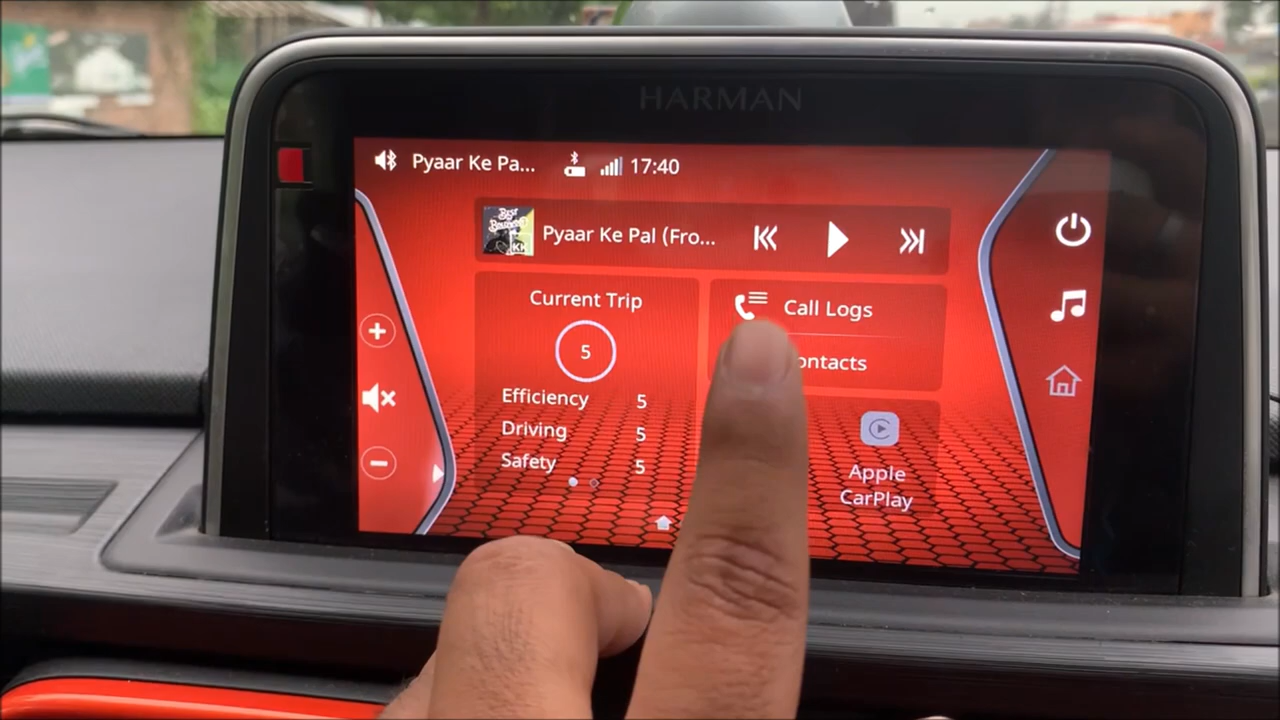 HARMAN
Pyaar Ke Pa... 17:40
Pyaar Ke Pal (Fro...
KK
Current Trip
5
Efficiency 5
Driving 5
Safety 5
Call Logs
ontacts
Apple
CarPlay